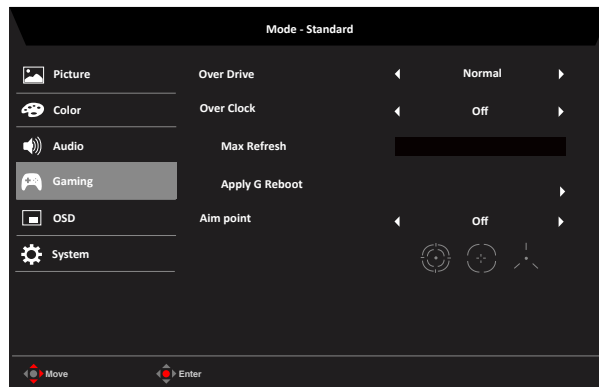 Mode - Standard
Picture
Over Drive
Normal
Color
Over Clock
Off
Audio
Max Refresh
Gaming
Apply G Reboot
OSD
Aim point
Off
System
Move
Enter